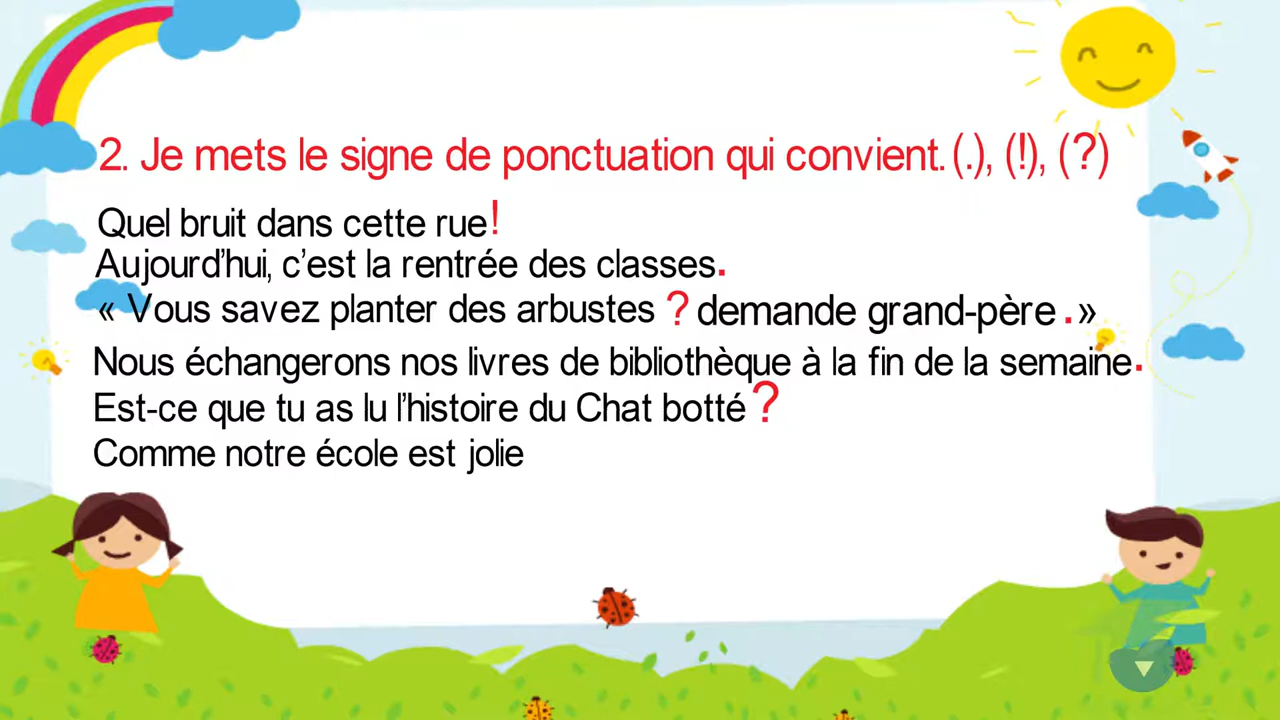 2. Je mets le signe de ponctuation qui convient. (.), (!), (?)
Quel bruit dans cette rue!
Aujourd’hui, c’est la rentrée des classes.
« Vous savez planter des arbustes ? demande grand-père . »
Nous échangerons nos livres de bibliothèque à la fin de la semaine.
Est-ce que tu as lu l’histoire du Chat botté ?
Comme notre école est jolie